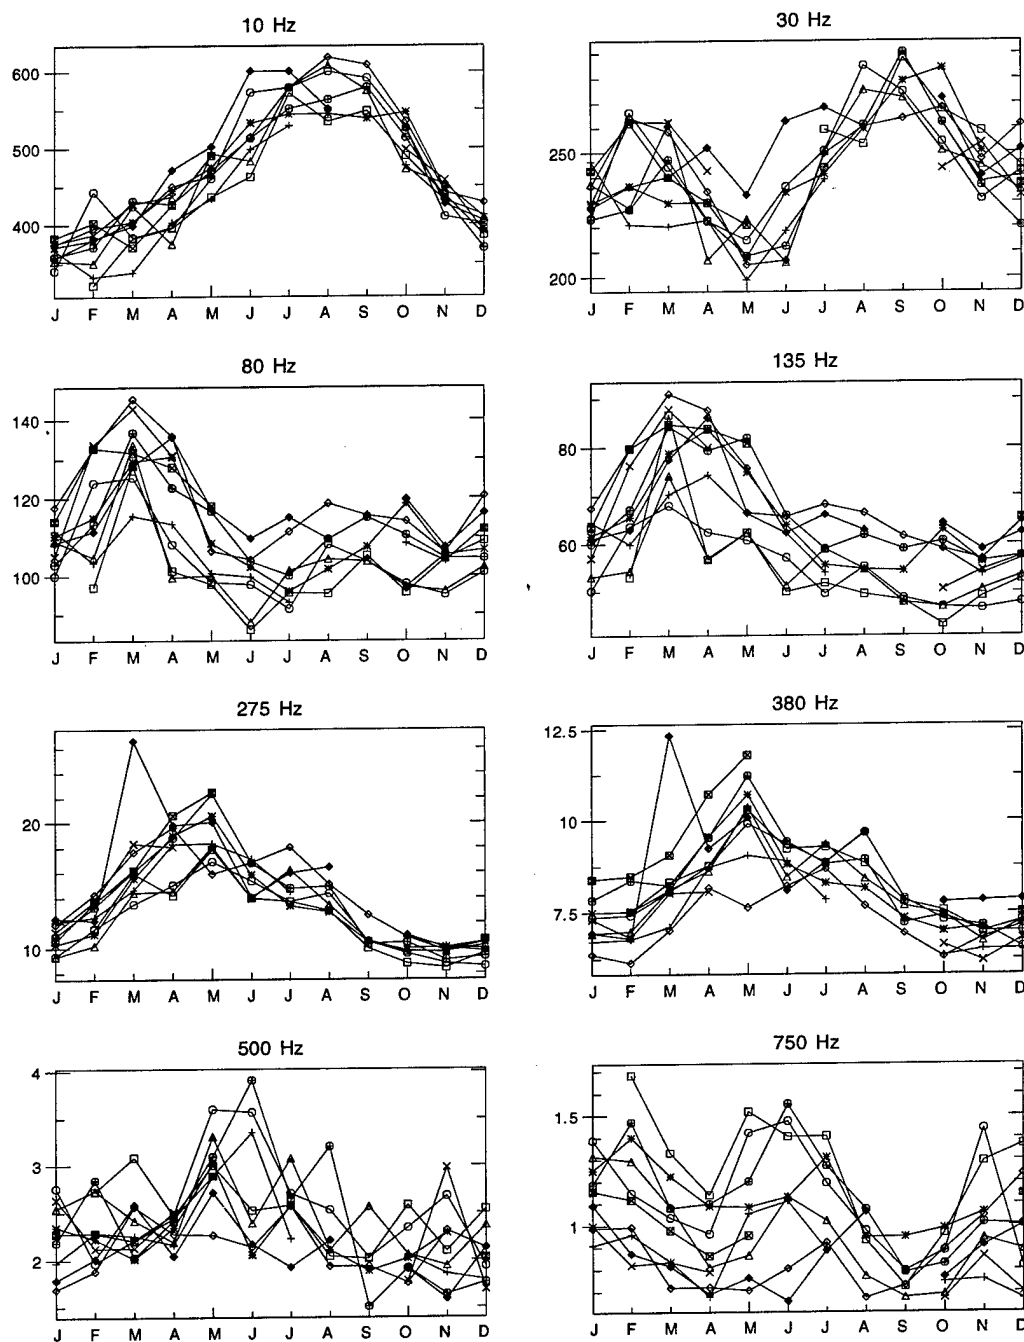 10 Hz
600
500
400
J F M A M J J A S O N D
30 Hz
250
200
J F M A M J J A S O N D
80 Hz
140
120
100
J F M A M J J A S O N D
135 Hz
80
60
J F M A M J J A S O N D
275 Hz
20
10
J F M A M J J A S O N D
380 Hz
12.5
10
7.5
J F M A M J J A S O N D
500 Hz
4
3
2
J F M A M J J A S O N D
750 Hz
1.5
1
J F M A M J J A S O N D